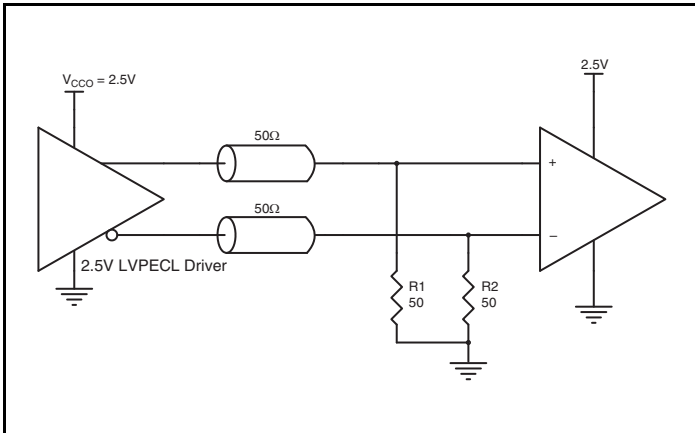 V_CCO = 2.5V
2.5V
50Ω
+
50Ω
–
2.5V LVPECL Driver
R1
50
R2
50